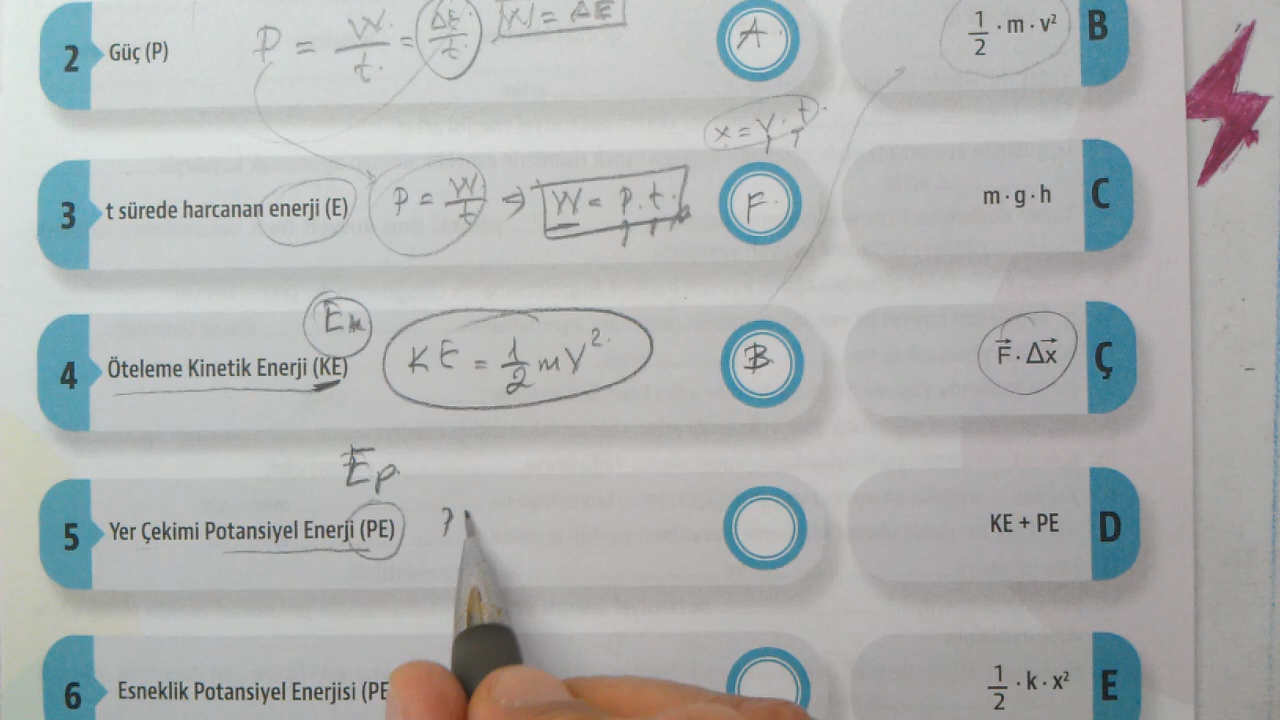 2 Güç (P) P = W/t = ΔE/t W = ΔE A 1/2 · m · v² B
x = v · t
3 t sürede harcanan enerji (E) P = W/t ⇒ W = P . t . F m · g · h C
Ek
4 Öteleme Kinetik Enerji (KE) KE = 1/2 mV² B F⃗ · Δx⃗ Ç
Ep
5 Yer Çekimi Potansiyel Enerji (PE) KE + PE D
6 Esneklik Potansiyel Enerjisi (PE 1/2 · k · x² E